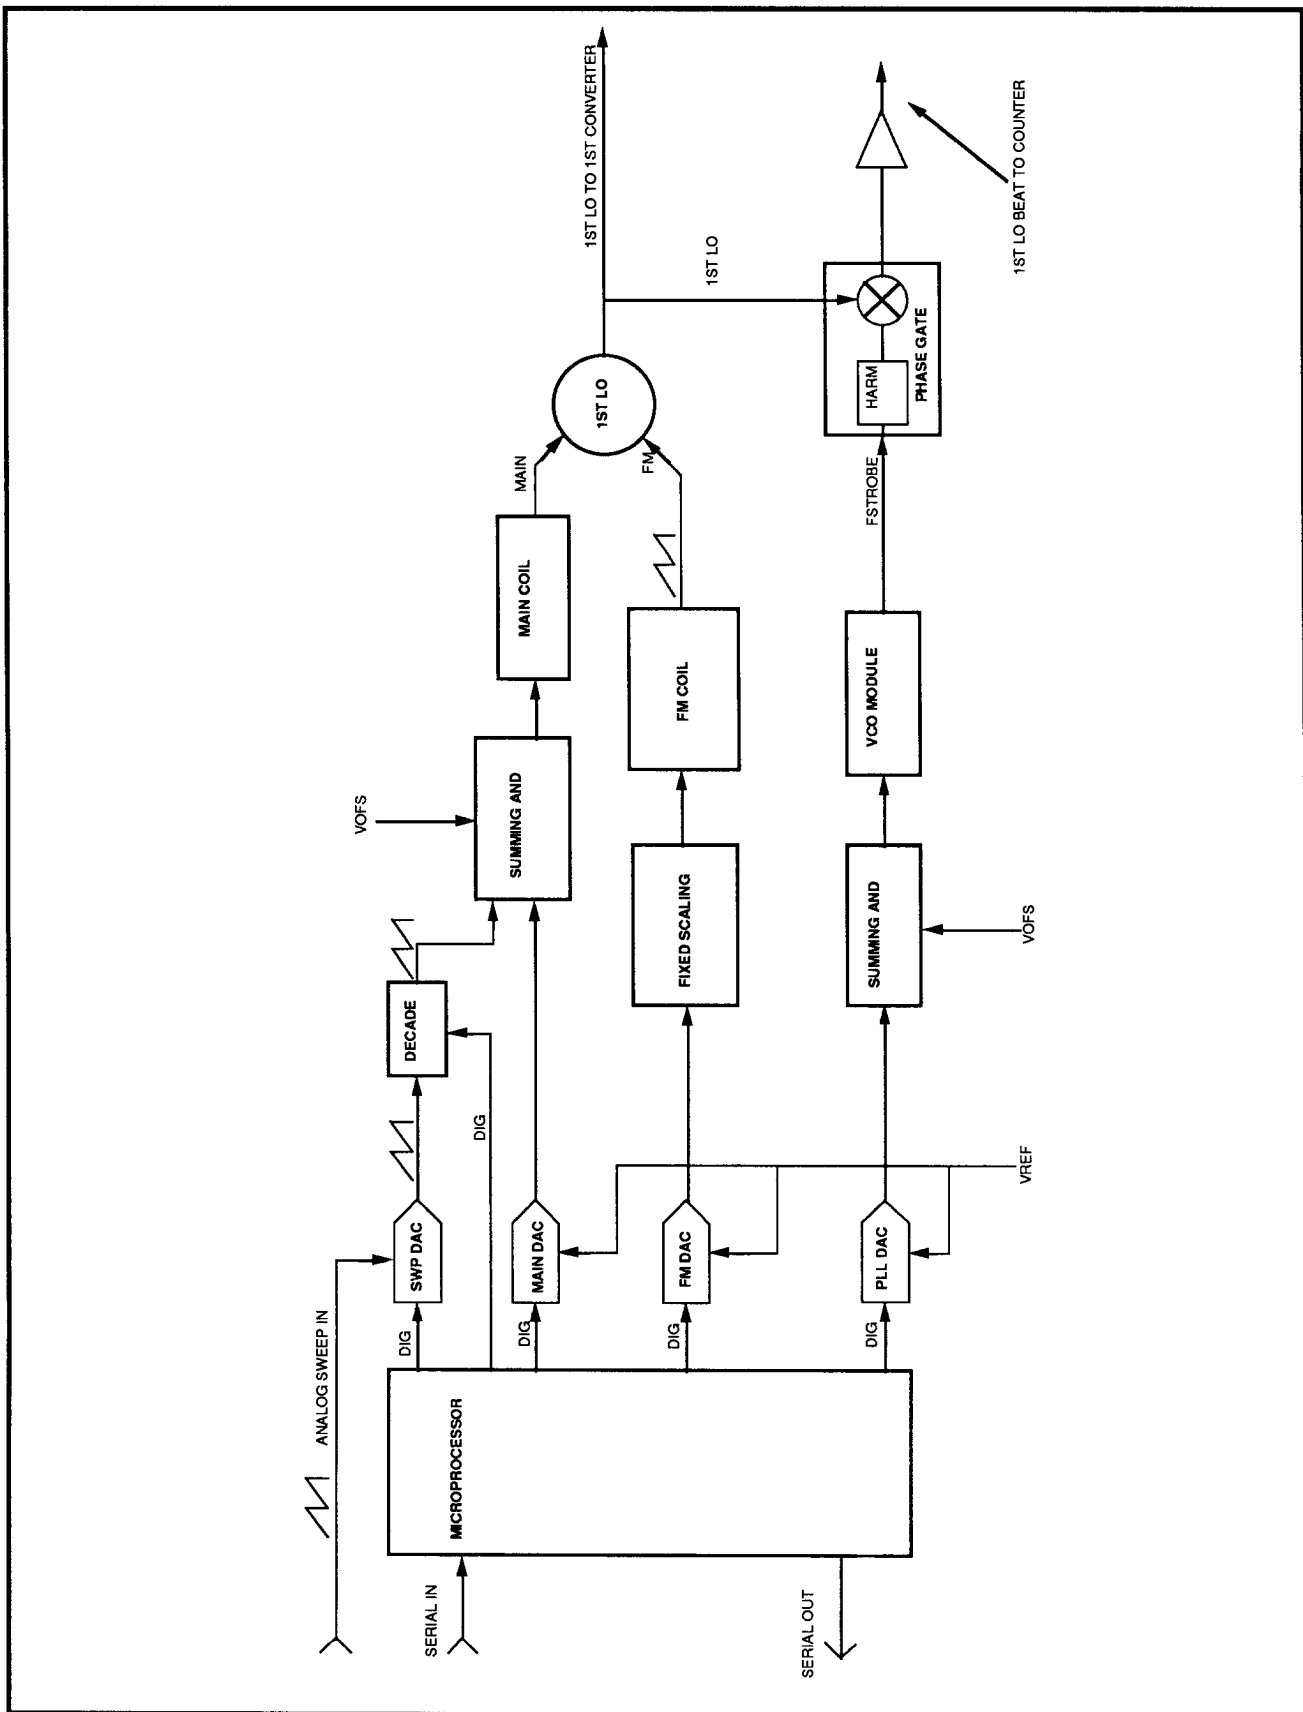 ANALOG SWEEP IN
SERIAL IN
SERIAL OUT
MICROPROCESSOR
DIG
DIG
DIG
DIG
DIG
SWP DAC
MAIN DAC
FM DAC
PLL DAC
VREF
DECADE
VOFS
SUMMING AND
FIXED SCALING
SUMMING AND
VOFS
MAIN COIL
FM COIL
VCO MODULE
MAIN
FM
FSTROBE
1ST LO
HARM
PHASE GATE
1ST LO
1ST LO TO 1ST CONVERTER
1ST LO BEAT TO COUNTER